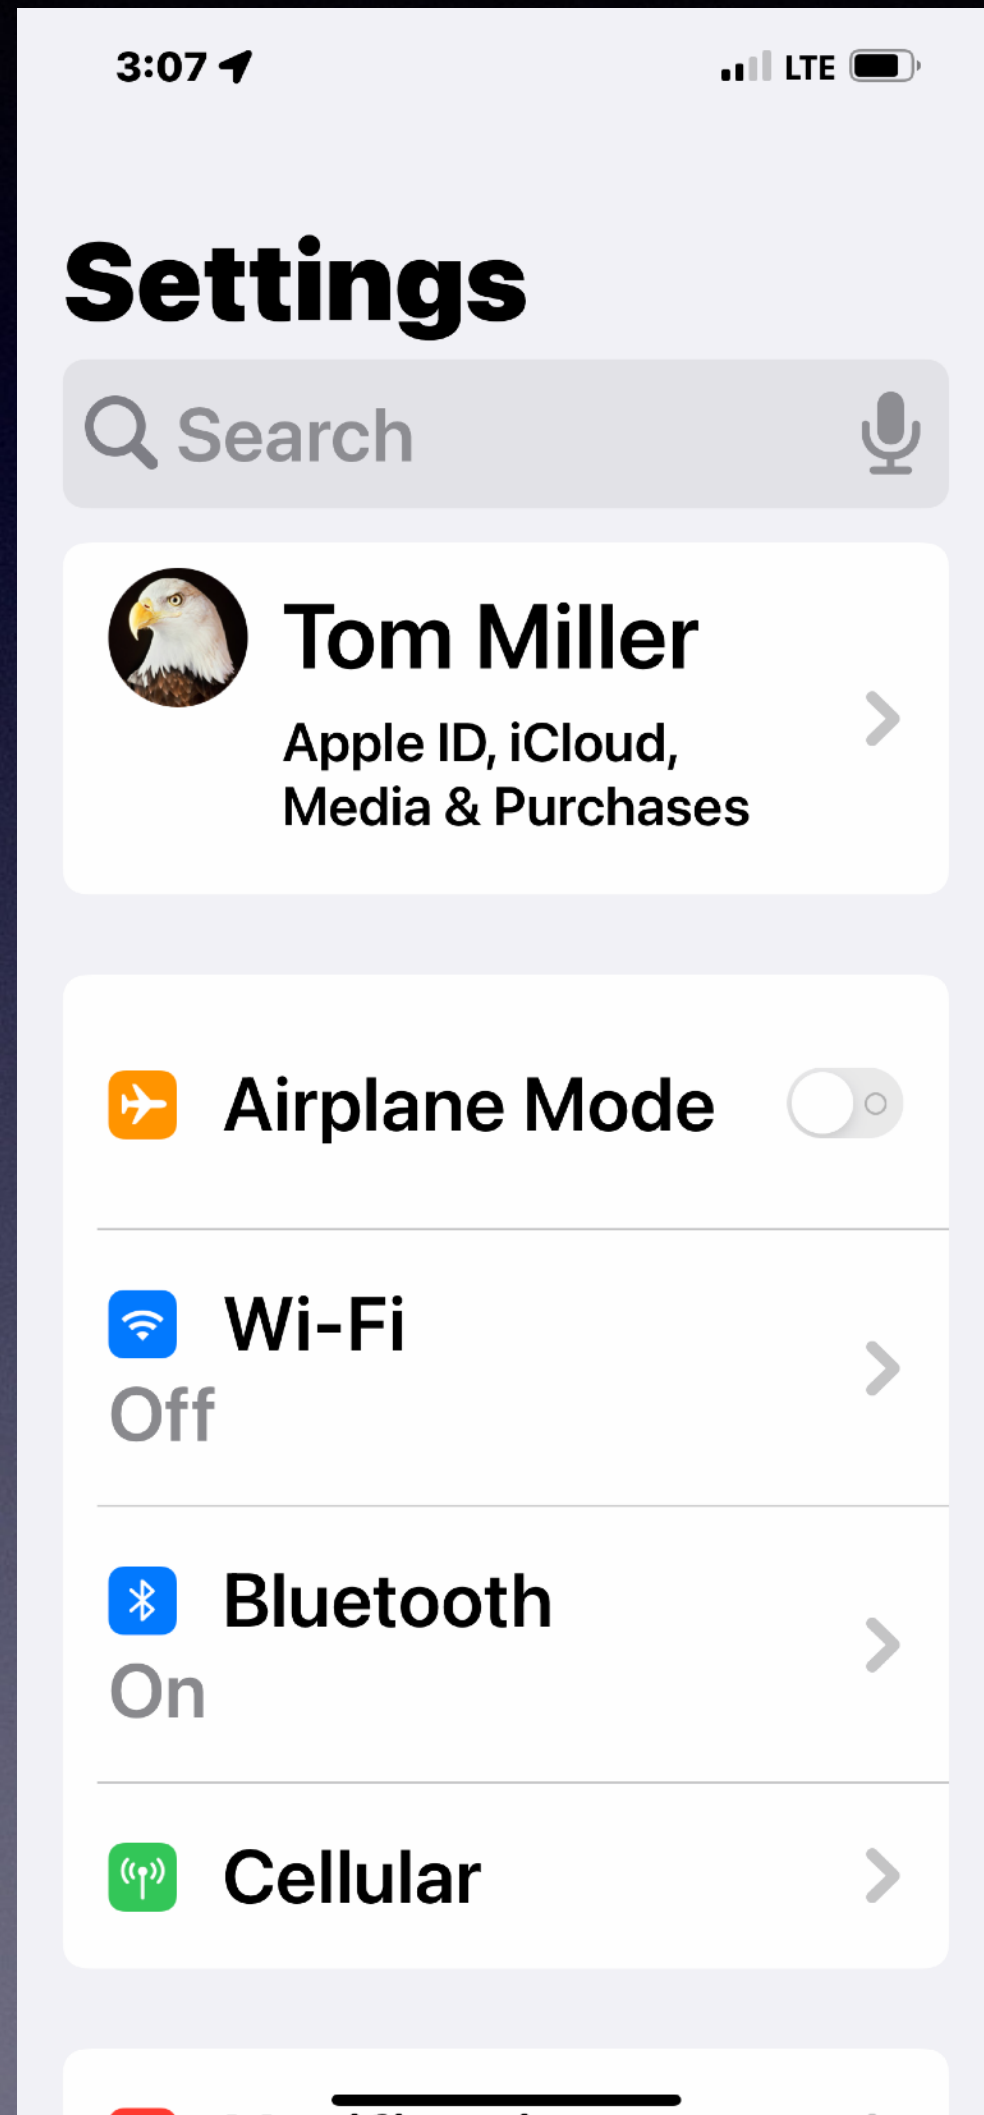 3:07
LTE
Settings
Search
Tom Miller
Apple ID, iCloud,
Media & Purchases
Airplane Mode
Wi-Fi
Off
Bluetooth
On
Cellular